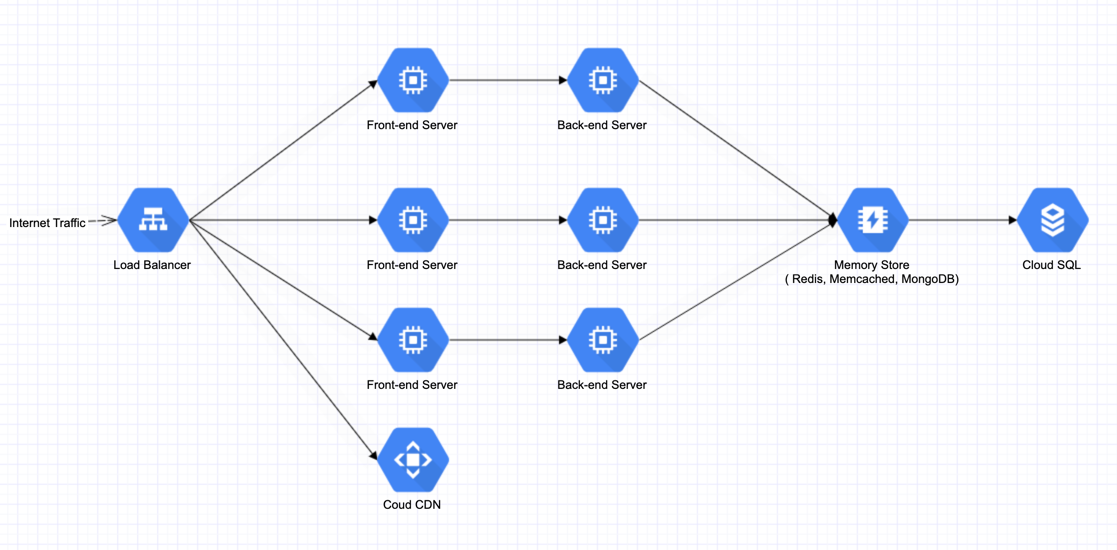 Front-end Server
Back-end Server
Internet Traffic
Load Balancer
Front-end Server
Back-end Server
Memory Store
( Redis, Memcached, MongoDB)
Cloud SQL
Front-end Server
Back-end Server
Coud CDN